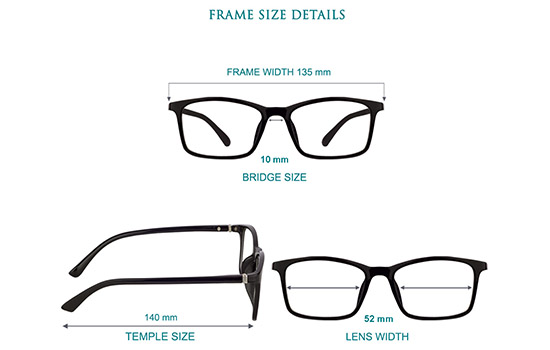 FRAME SIZE DETAILS
FRAME WIDTH 135 mm
10 mm
BRIDGE SIZE
140 mm
TEMPLE SIZE
52 mm
LENS WIDTH